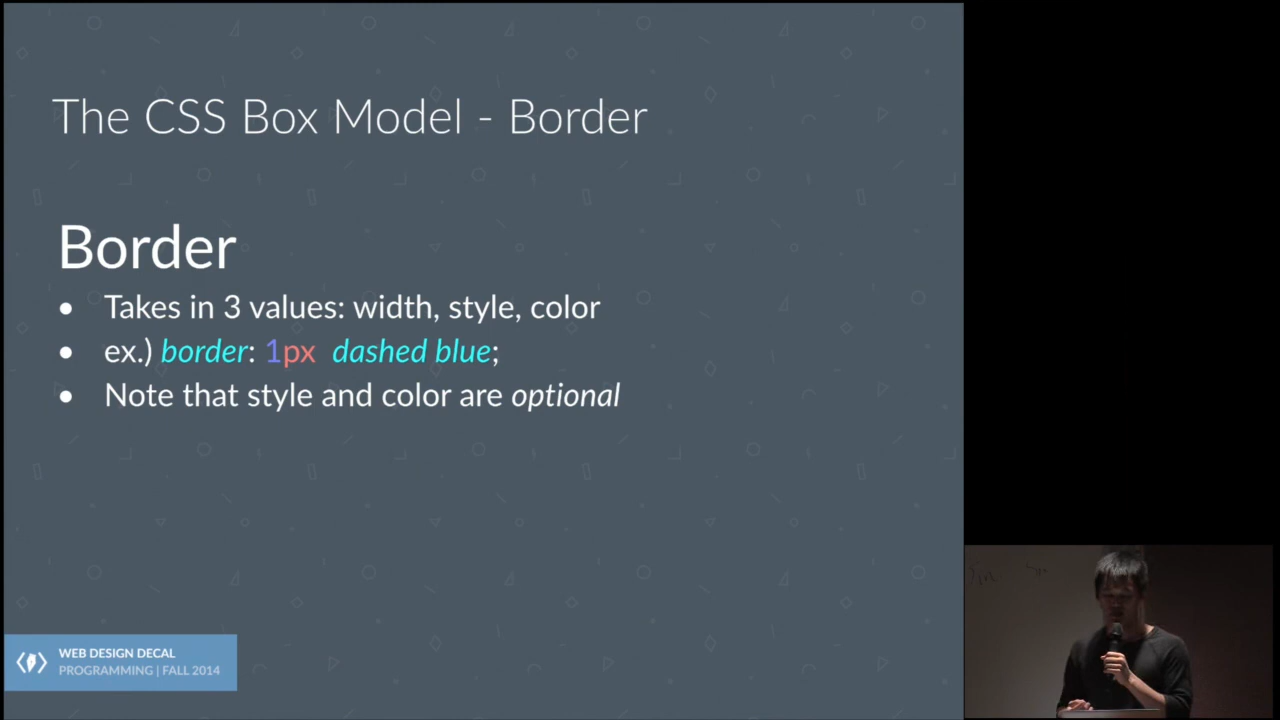 The CSS Box Model - Border
Border
• Takes in 3 values: width, style, color
• ex.) border: 1px dashed blue;
• Note that style and color are optional
WEB DESIGN DECAL
PROGRAMMING | FALL 2014